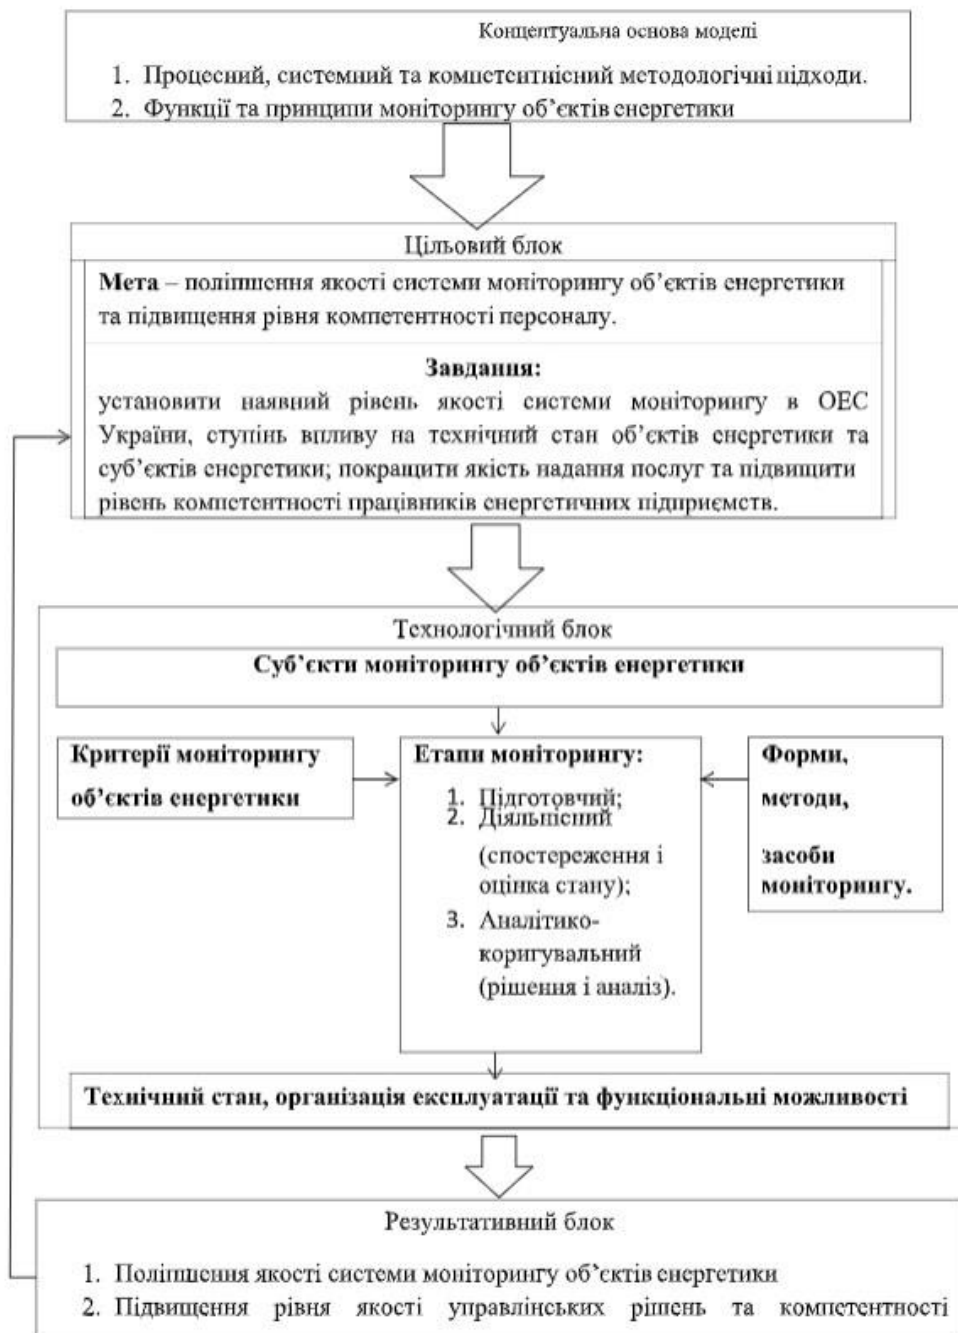 Концептуальна основа моделі
1. Процесний, системний та компетентнісний методологічні підходи.
2. Функції та принципи моніторингу об’єктів енергетики
Цільовий блок
Мета – поліпшення якості системи моніторингу об’єктів енергетики
та підвищення рівня компетентності персоналу.
Завдання:
установити наявний рівень якості системи моніторингу в ОЕС
України, ступінь впливу на технічний стан об’єктів енергетики та
суб’єктів енергетики; покращити якість надання послуг та підвищити
рівень компетентності працівників енергетичних підприємств.
Технологічний блок
Суб’єкти моніторингу об’єктів енергетики
Критерії моніторингу
об’єктів енергетики
Етапи моніторингу:
1. Підготовчий;
2. Діяльнісний
(спостереження і
оцінка стану);
3. Аналітико-
коригувальний
(рішення і аналіз).
Форми,
методи,
засоби
моніторингу.
Технічний стан, організація експлуатації та функціональні можливості
Результативний блок
1. Поліпшення якості системи моніторингу об’єктів енергетики
2. Підвищення рівня якості управлінських рішень та компетентності